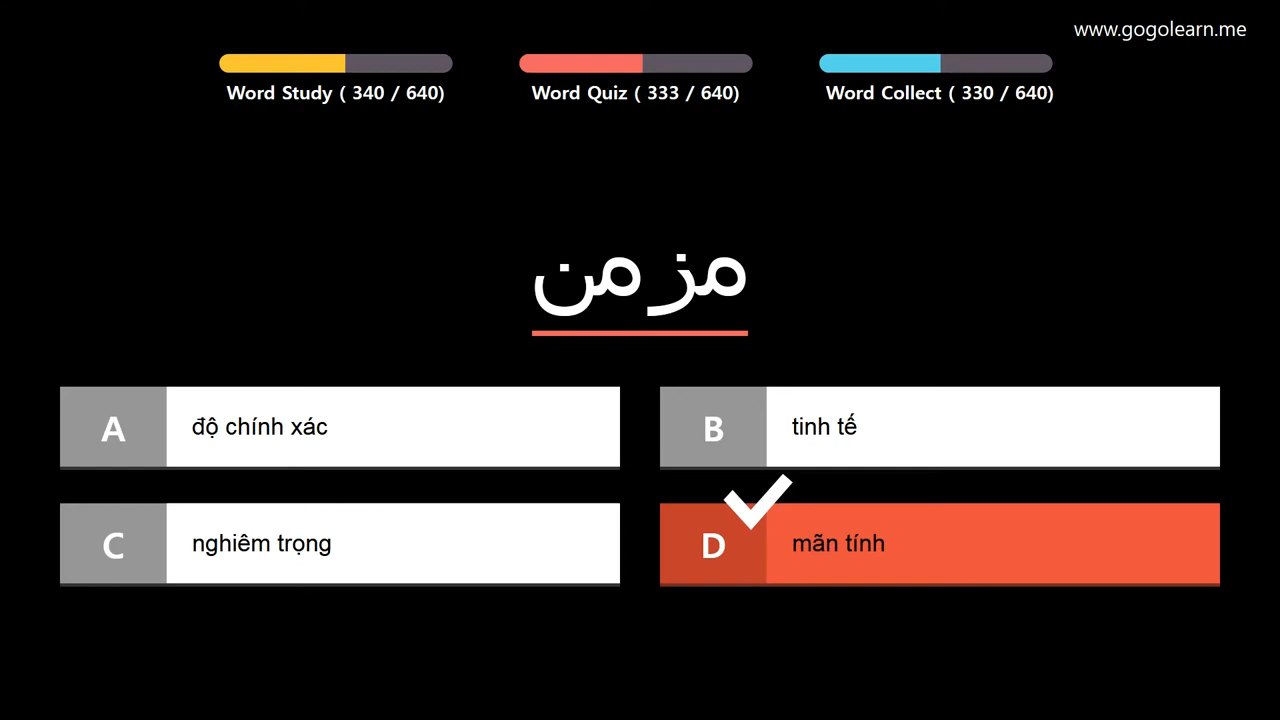 www.gogolearn.me
Word Study ( 340 / 640)
Word Quiz ( 333 / 640)
Word Collect ( 330 / 640)
مزمن
A
độ chính xác
B
tinh tế
C
nghiêm trọng
D
mãn tính